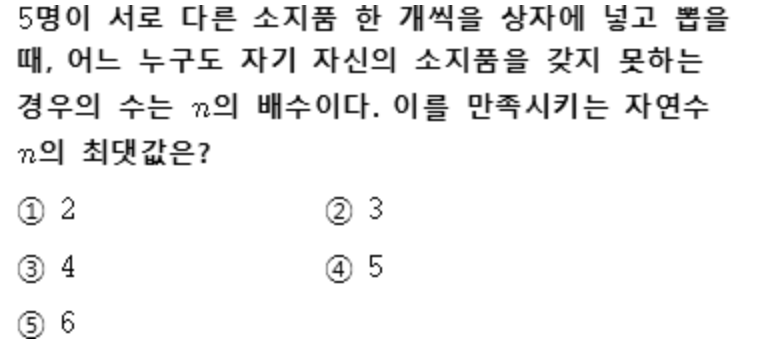 5명이 서로 다른 소지품 한 개씩을 상자에 넣고 뽑을
때, 어느 누구도 자기 자신의 소지품을 갖지 못하는
경우의 수는 n의 배수이다. 이를 만족시키는 자연수
n의 최댓값은?
① 2 ② 3
③ 4 ④ 5
⑤ 6